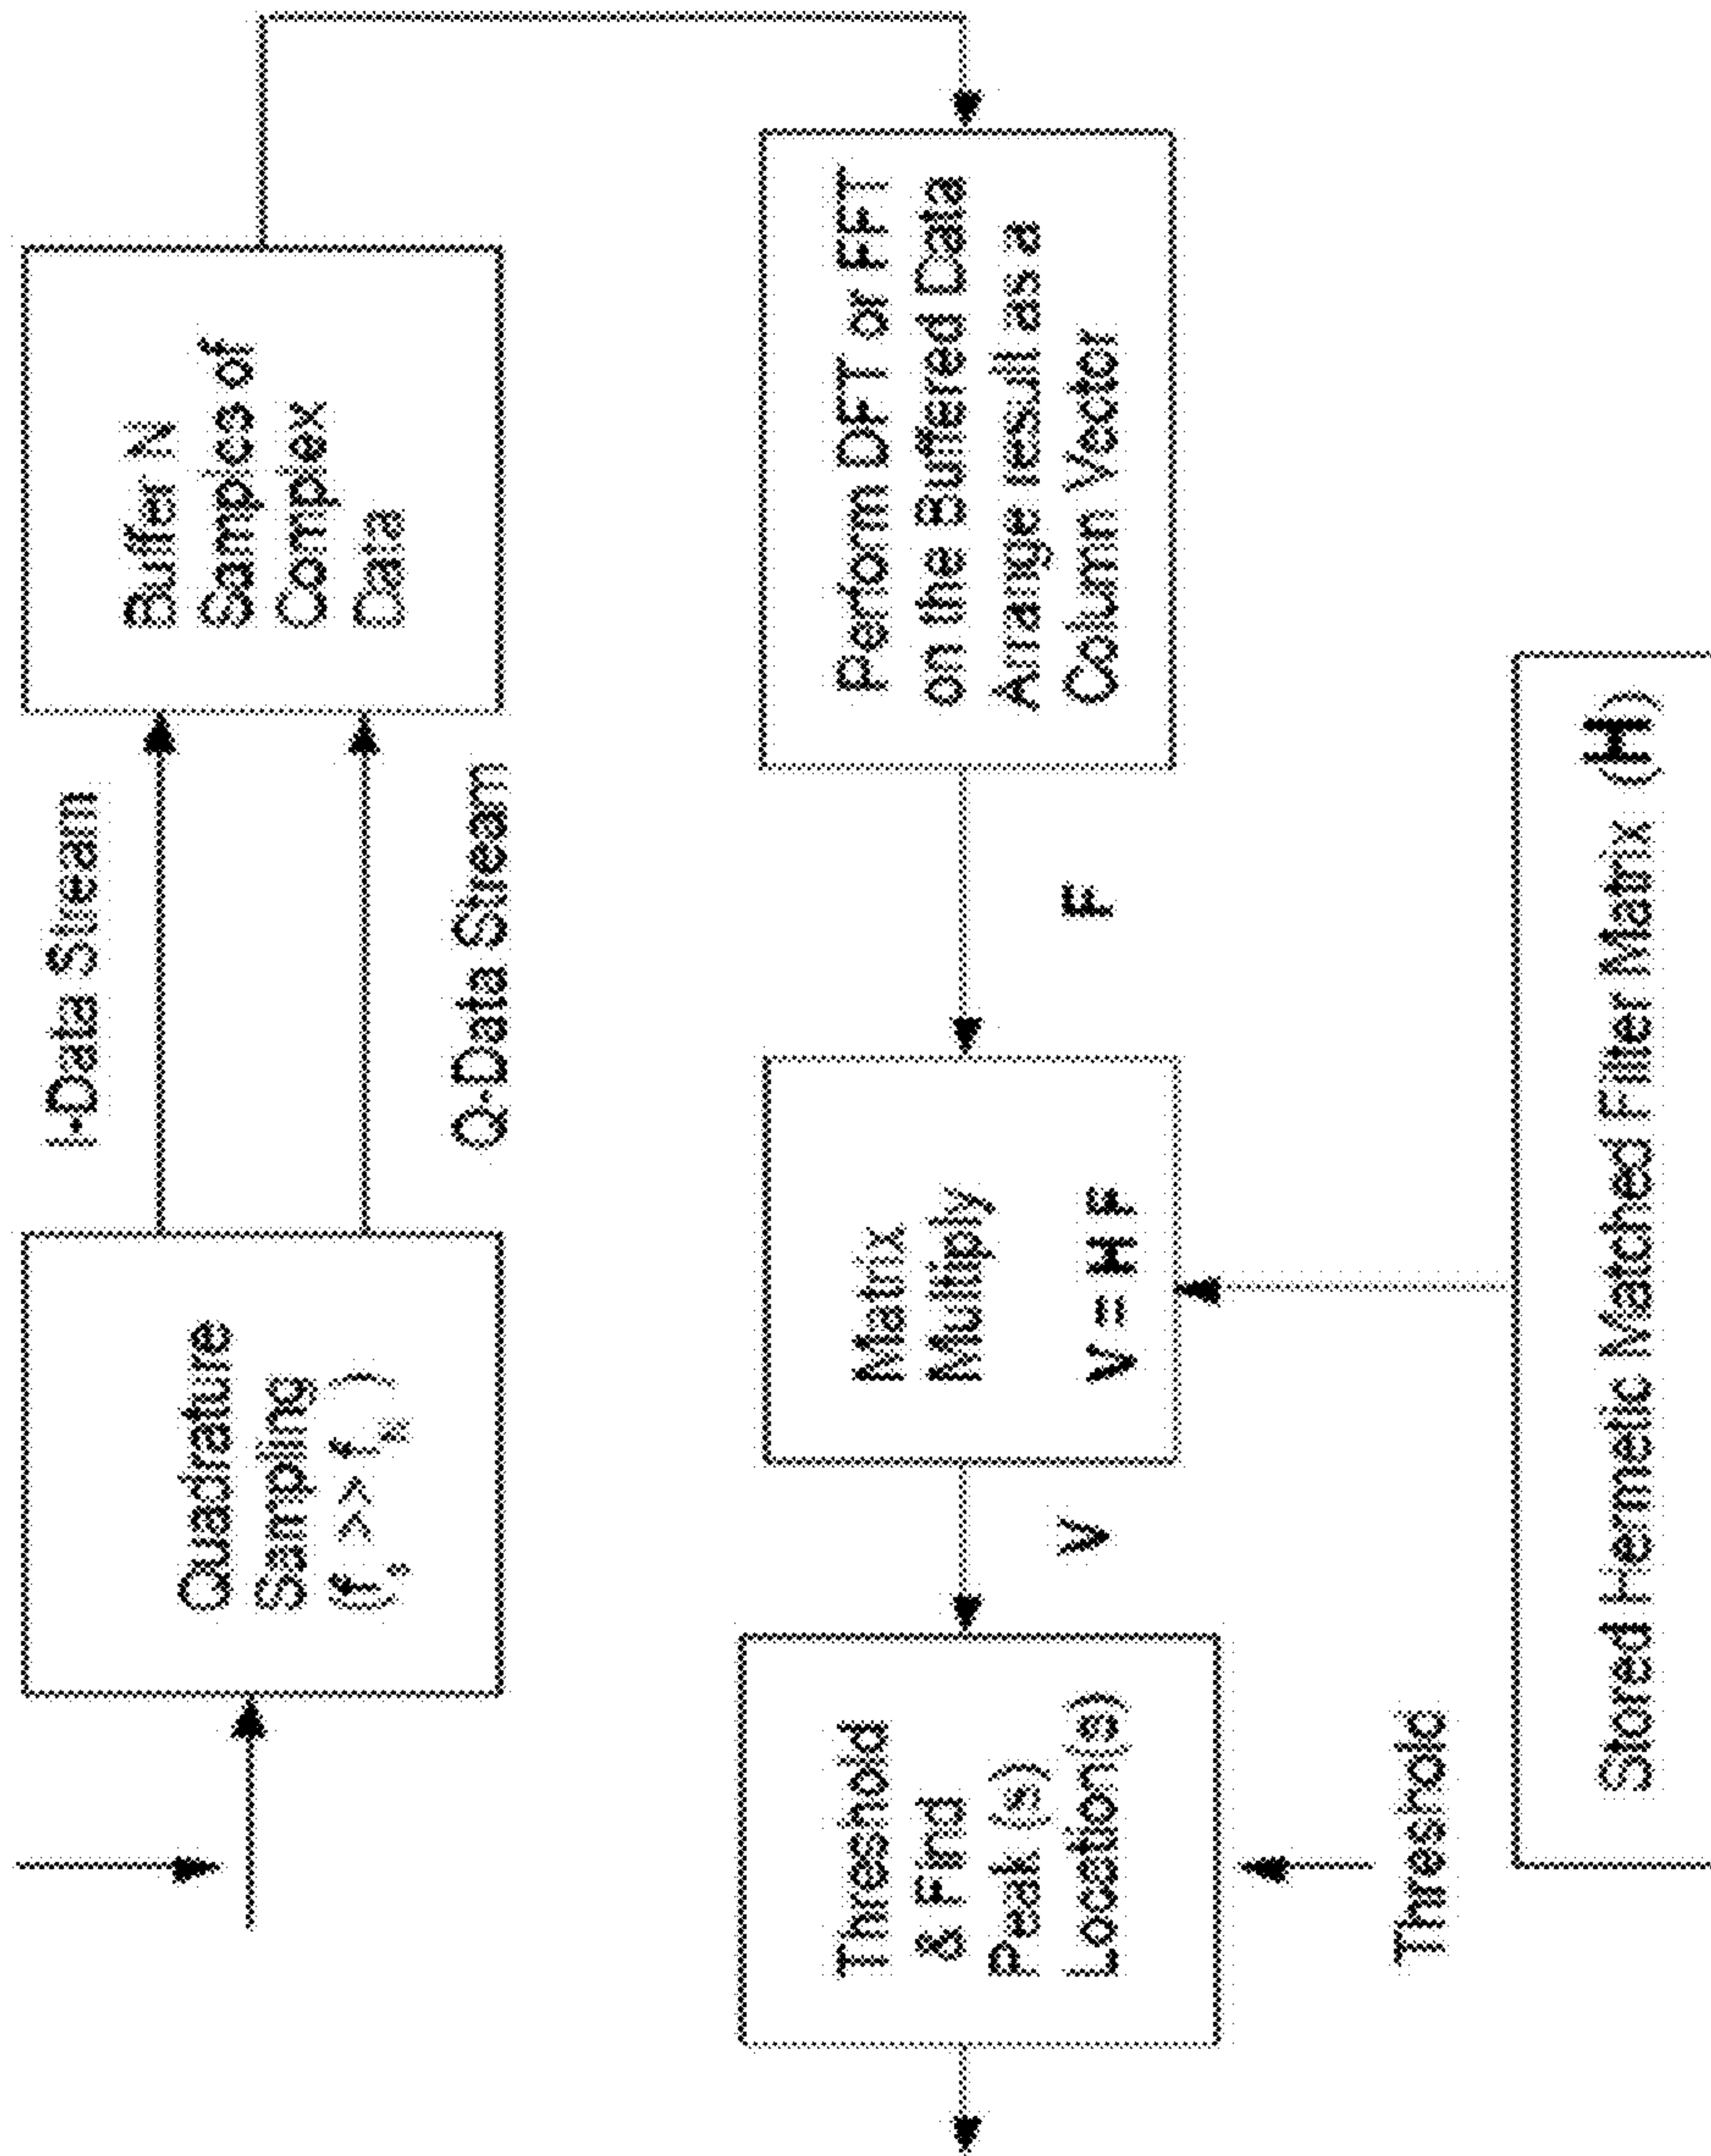 I-Data Stream
Quadrature
Sampling
Q-Data Stream
Buffer N
Samples of
Complex
Data
Perform DFT or FFT
on the Buffered Data
Arrange result as a
Column Vector
F
Matrix
Multiply
V = H F
V
Threshold
& Find
Peak (s)
Location(s)
Threshold
Stored Hermetic Matched Filter Matrix (H)